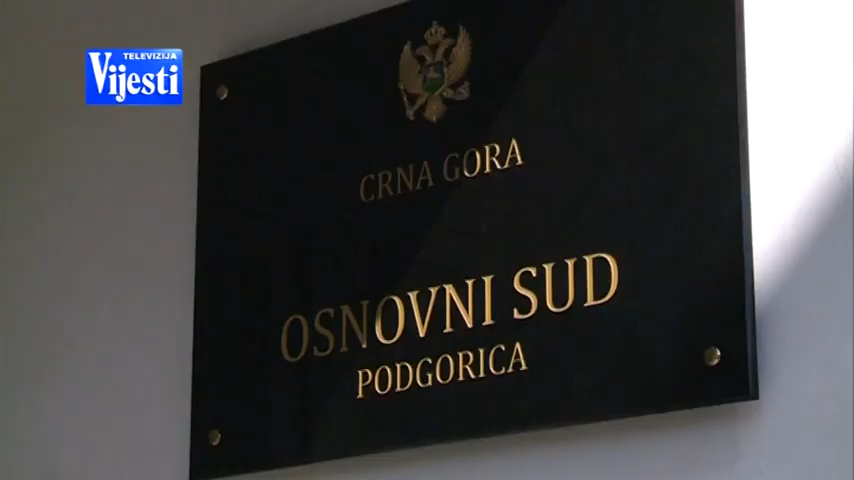 TELEVIZIJA
Vijesti
CRNA GORA
OSNOVNI SUD
PODGORICA